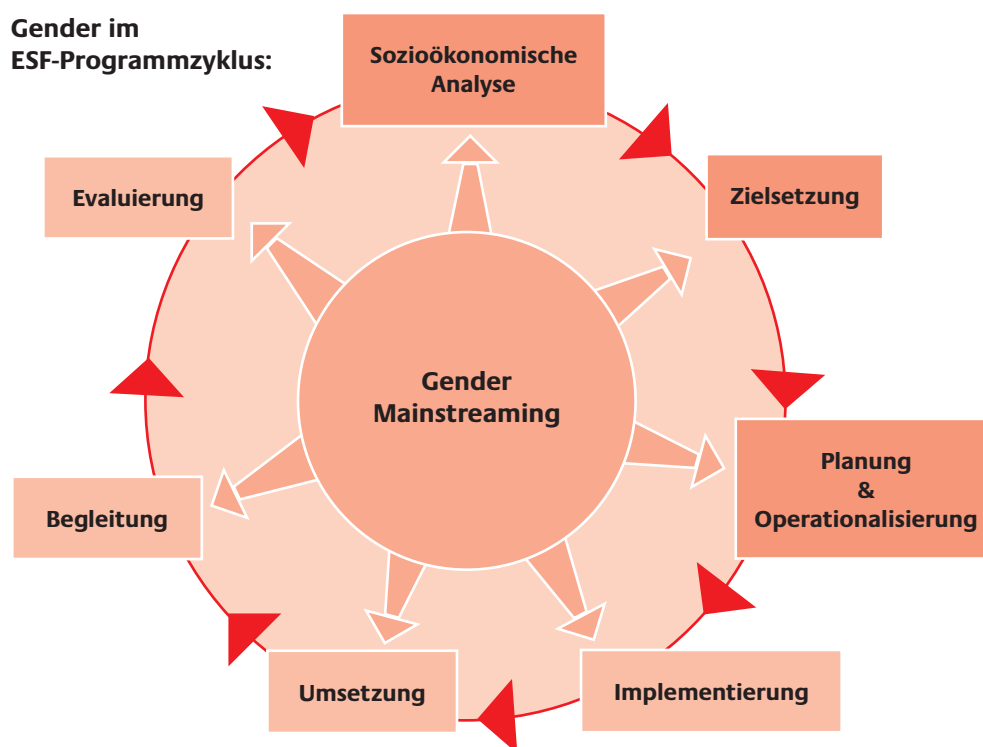 Gender im
ESF-Programmzyklus:
Sozioökonomische
Analyse
Zielsetzung
Planung
&
Operationalisierung
Implementierung
Umsetzung
Begleitung
Evaluierung
Gender
Mainstreaming